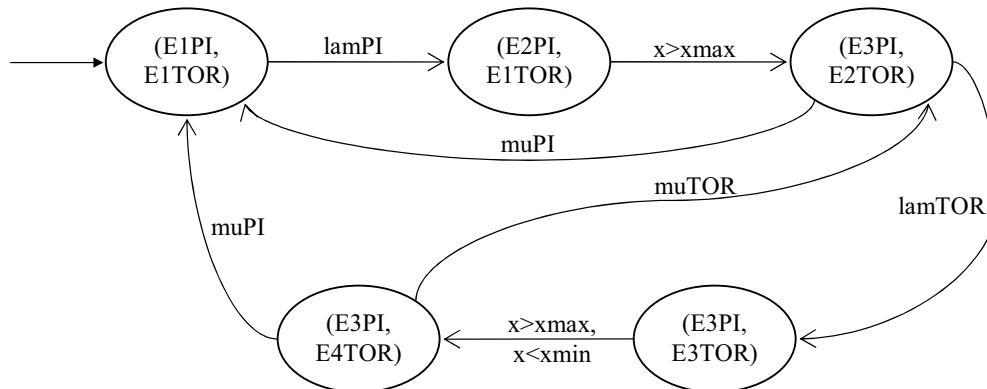 (E1PI,
E1TOR)
lamPI
(E2PI,
E1TOR)
x>xmax
(E3PI,
E2TOR)
muPI
muTOR
lamTOR
muPI
(E3PI,
E4TOR)
x>xmax,
x<xmin
(E3PI,
E3TOR)